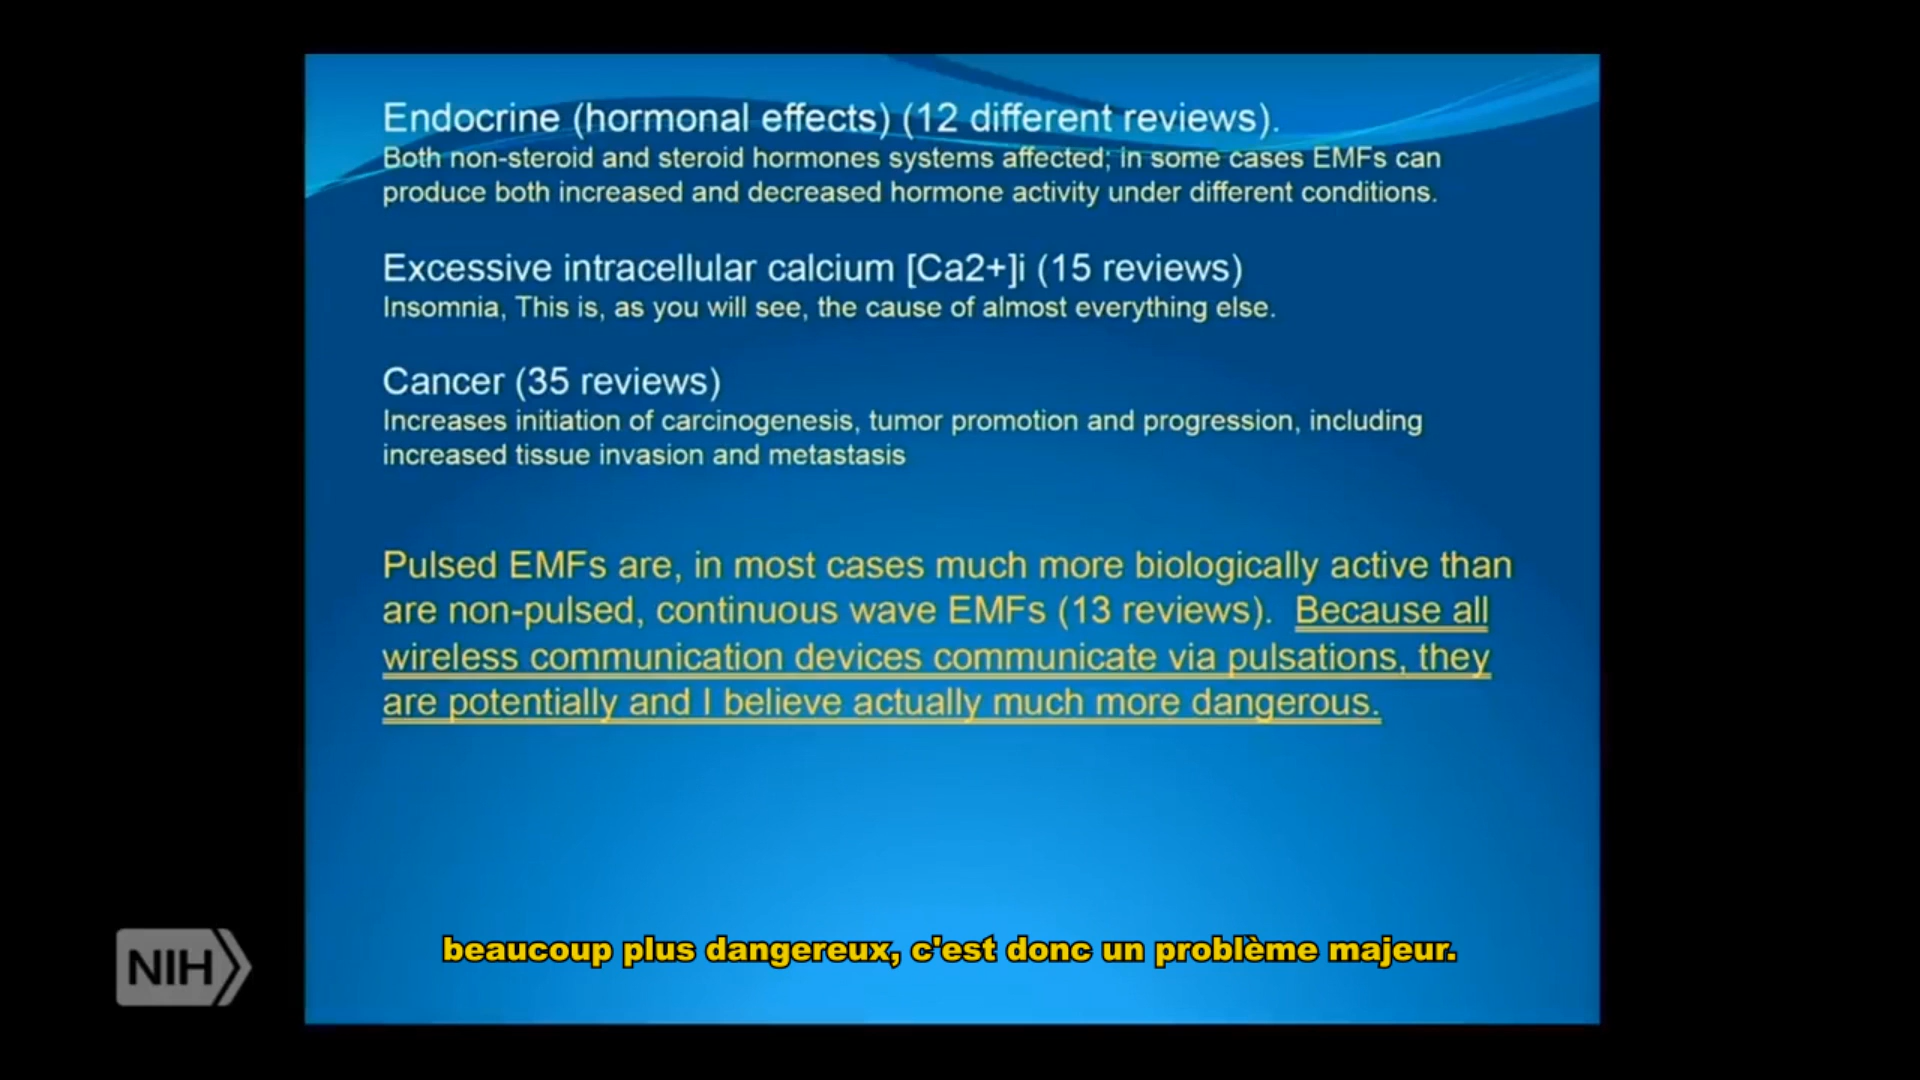 Endocrine (hormonal effects) (12 different reviews).
Both non-steroid and steroid hormones systems affected; in some cases EMFs can
produce both increased and decreased hormone activity under different conditions.
Excessive intracellular calcium [Ca2+]i (15 reviews)
Insomnia, This is, as you will see, the cause of almost everything else.
Cancer (35 reviews)
Increases initiation of carcinogenesis, tumor promotion and progression, including
increased tissue invasion and metastasis
Pulsed EMFs are, in most cases much more biologically active than
are non-pulsed, continuous wave EMFs (13 reviews). Because all
wireless communication devices communicate via pulsations, they
are potentially and I believe actually much more dangerous.
beaucoup plus dangereux, c'est donc un problème majeur.
NIH